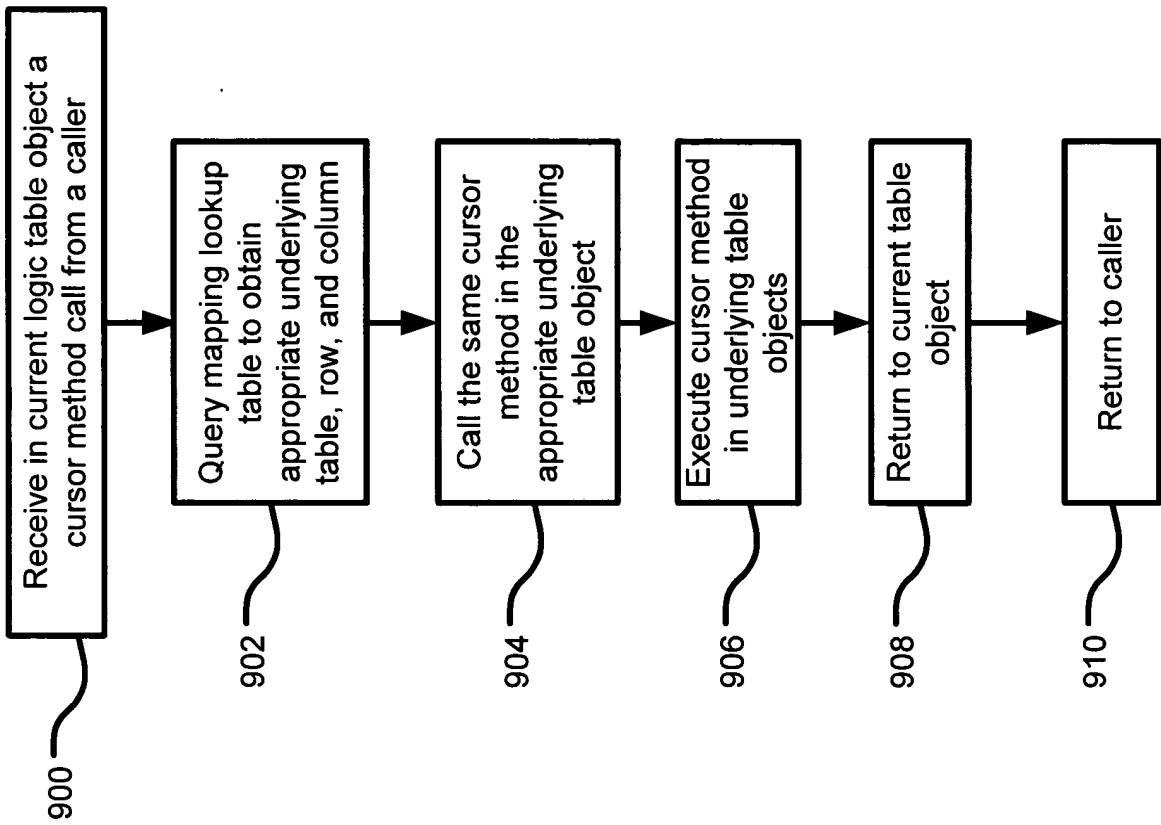 Receive in current logic table object a
cursor method call from a caller
900
Query mapping lookup
table to obtain
appropriate underlying
table, row, and column
902
Call the same cursor
method in the
appropriate underlying
table object
904
Execute cursor method
in underlying table
objects
906
Return to current table
object
908
Return to caller
910